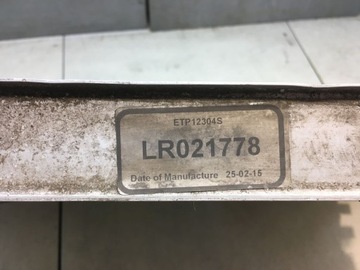 ETP12304S
LR021778
Date of Manufacture 25-02-15